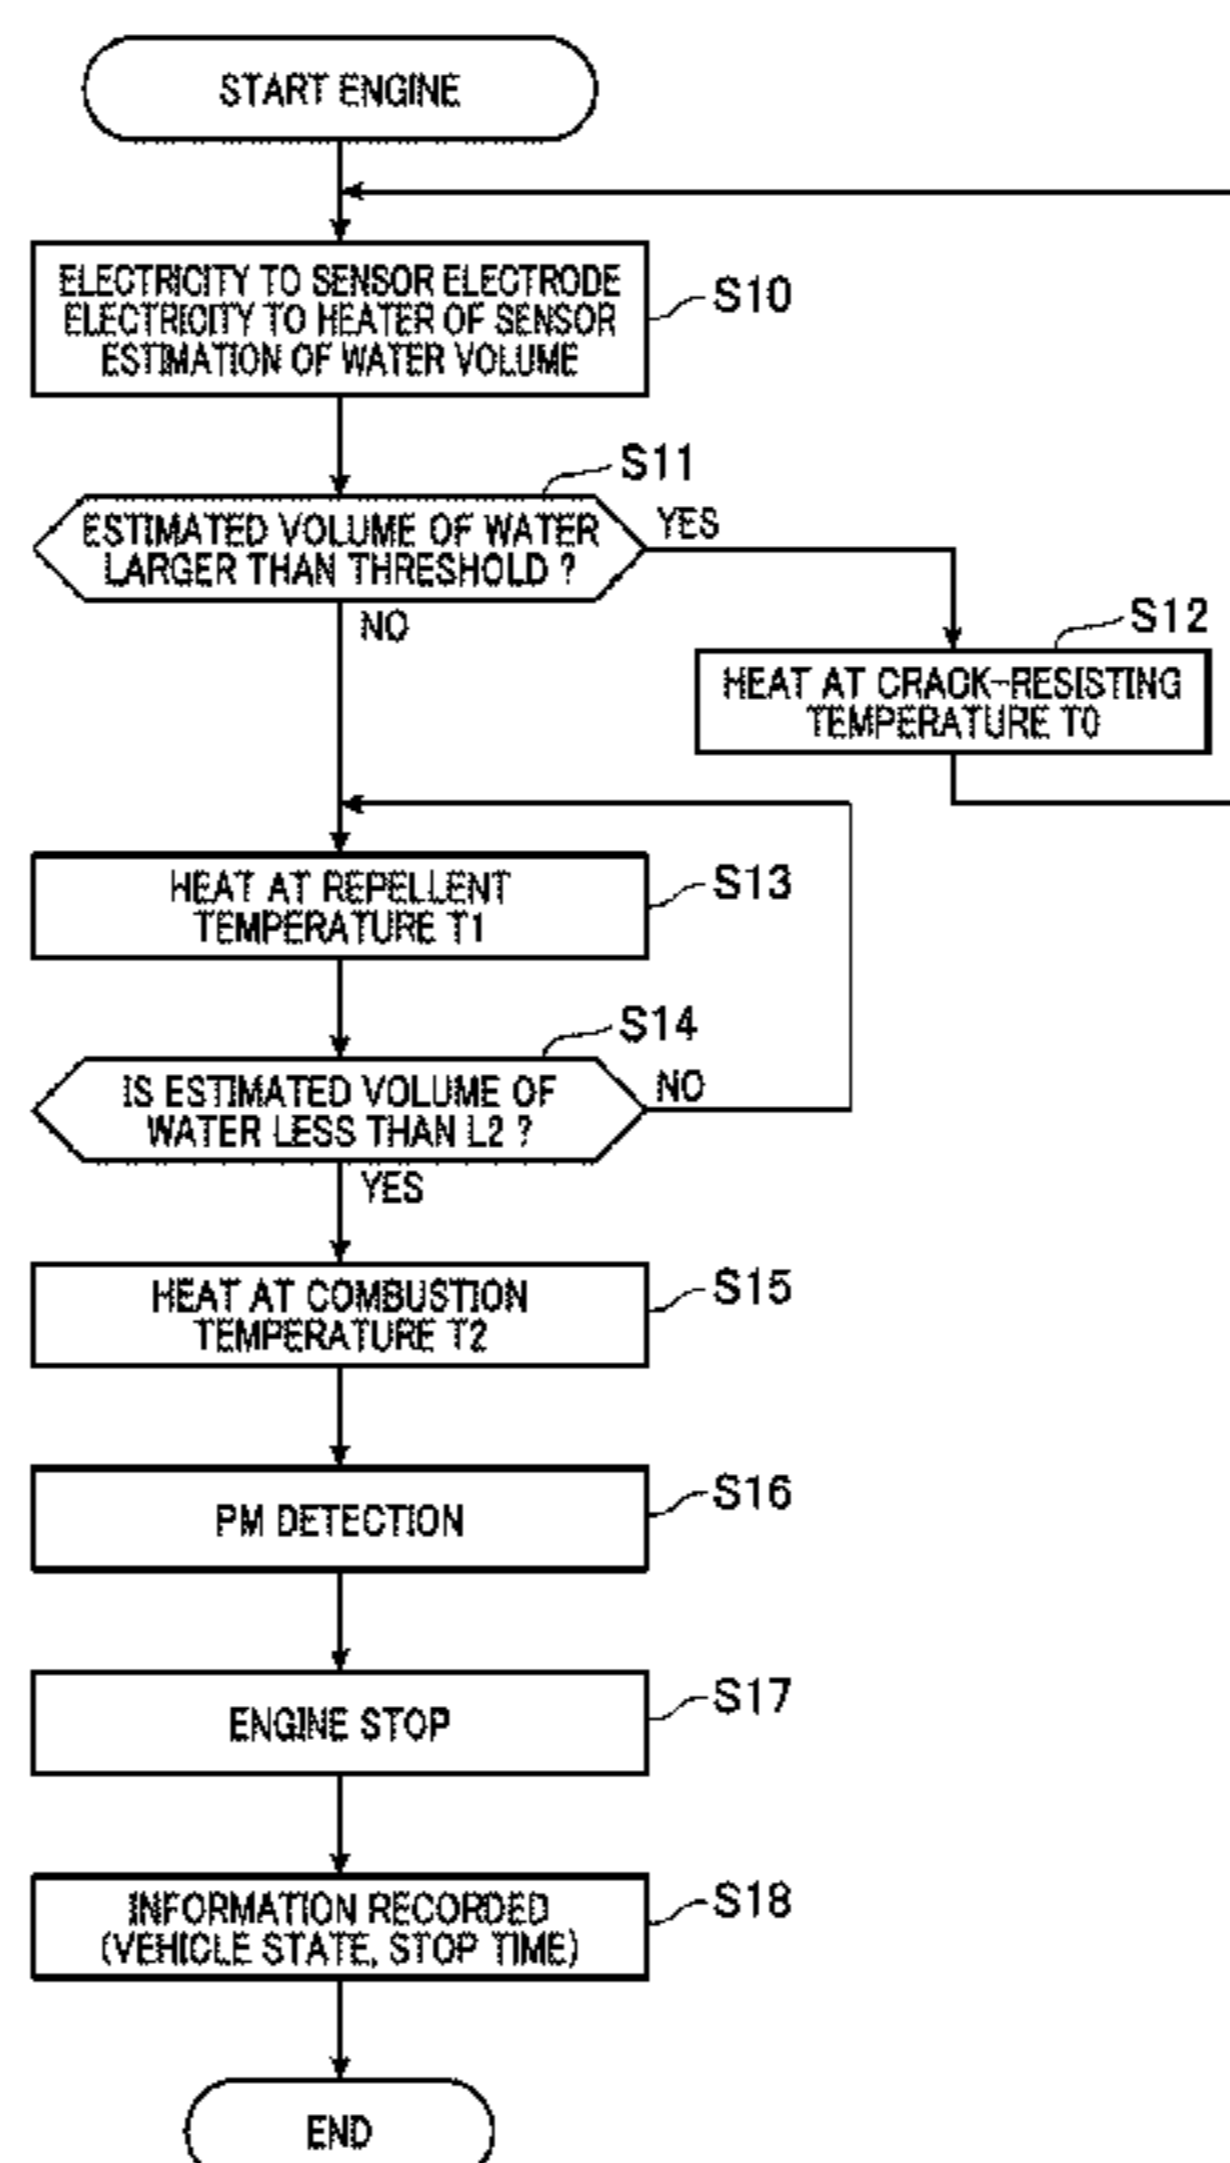 START ENGINE
ELECTRICITY TO SENSOR ELECTRODE
ELECTRICITY TO HEATER OF SENSOR
ESTIMATION OF WATER VOLUME
S10
S11
ESTIMATED VOLUME OF WATER
LARGER THAN THRESHOLD ?
YES
NO
S12
HEAT AT CRACK-RESISTING
TEMPERATURE T0
HEAT AT REPELLENT
TEMPERATURE T1
S13
S14
IS ESTIMATED VOLUME OF
WATER LESS THAN L2 ?
NO
YES
HEAT AT COMBUSTION
TEMPERATURE T2
S15
PM DETECTION
S16
ENGINE STOP
S17
INFORMATION RECORDED
(VEHICLE STATE, STOP TIME)
S18
END